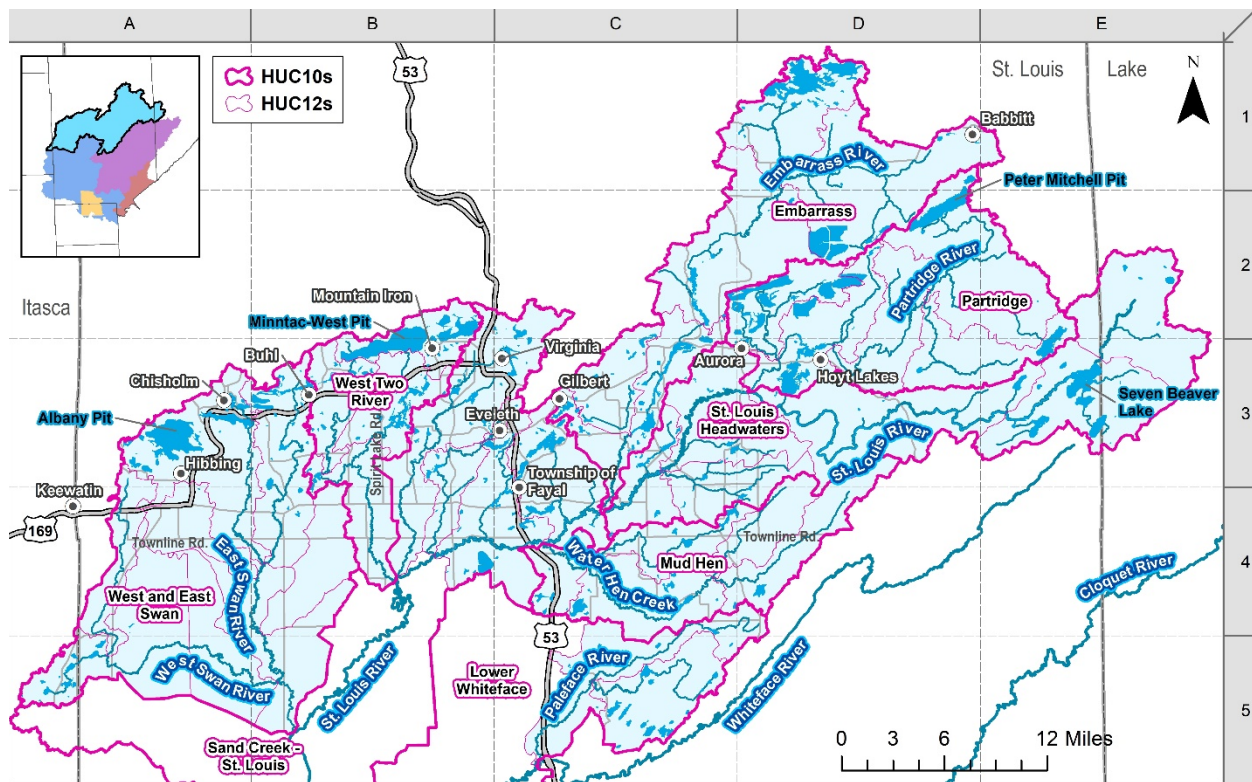 A
B
C
D
E
53
HUC10s
HUC12s
St. Louis
Lake
N
1
Babbitt
Embarrass River
Peter Mitchell Pit
Embarrass
2
Partridge River
Itasca
Mountain Iron
Partridge
Minntac-West Pit
Virginia
Buhl
Aurora
Hoyt Lakes
Chisholm
West Two
River
Gilbert
Seven Beaver
Lake
Albany Pit
Eveleth
St. Louis
Headwaters
3
Spirit Lake Rd.
St. Louis River
Hibbing
Township of
Fayal
Keewatin
169
Townline Rd.
Townline Rd.
East Swan River
Water Hen Creek
Mud Hen
4
Cloquet River
West and East
Swan
53
West Swan River
St. Louis River
Lower
Whiteface
Paleface River
Whiteface River
5
Sand Creek -
St. Louis
0 3 6 12 Miles